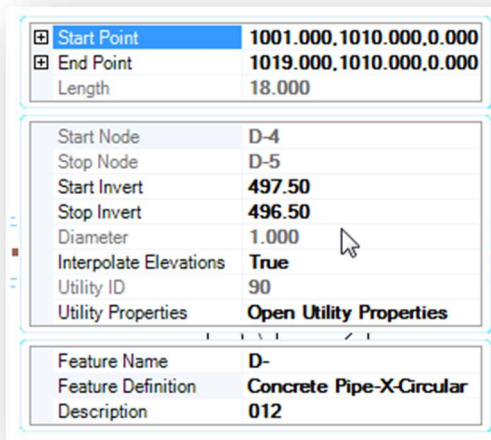 Start Point 1001.000,1010.000,0.000
End Point 1019.000,1010.000,0.000
Length 18.000
Start Node D-4
Stop Node D-5
Start Invert 497.50
Stop Invert 496.50
Diameter 1.000
Interpolate Elevations True
Utility ID 90
Utility Properties Open Utility Properties
Feature Name D-
Feature Definition Concrete Pipe-X-Circular
Description 012